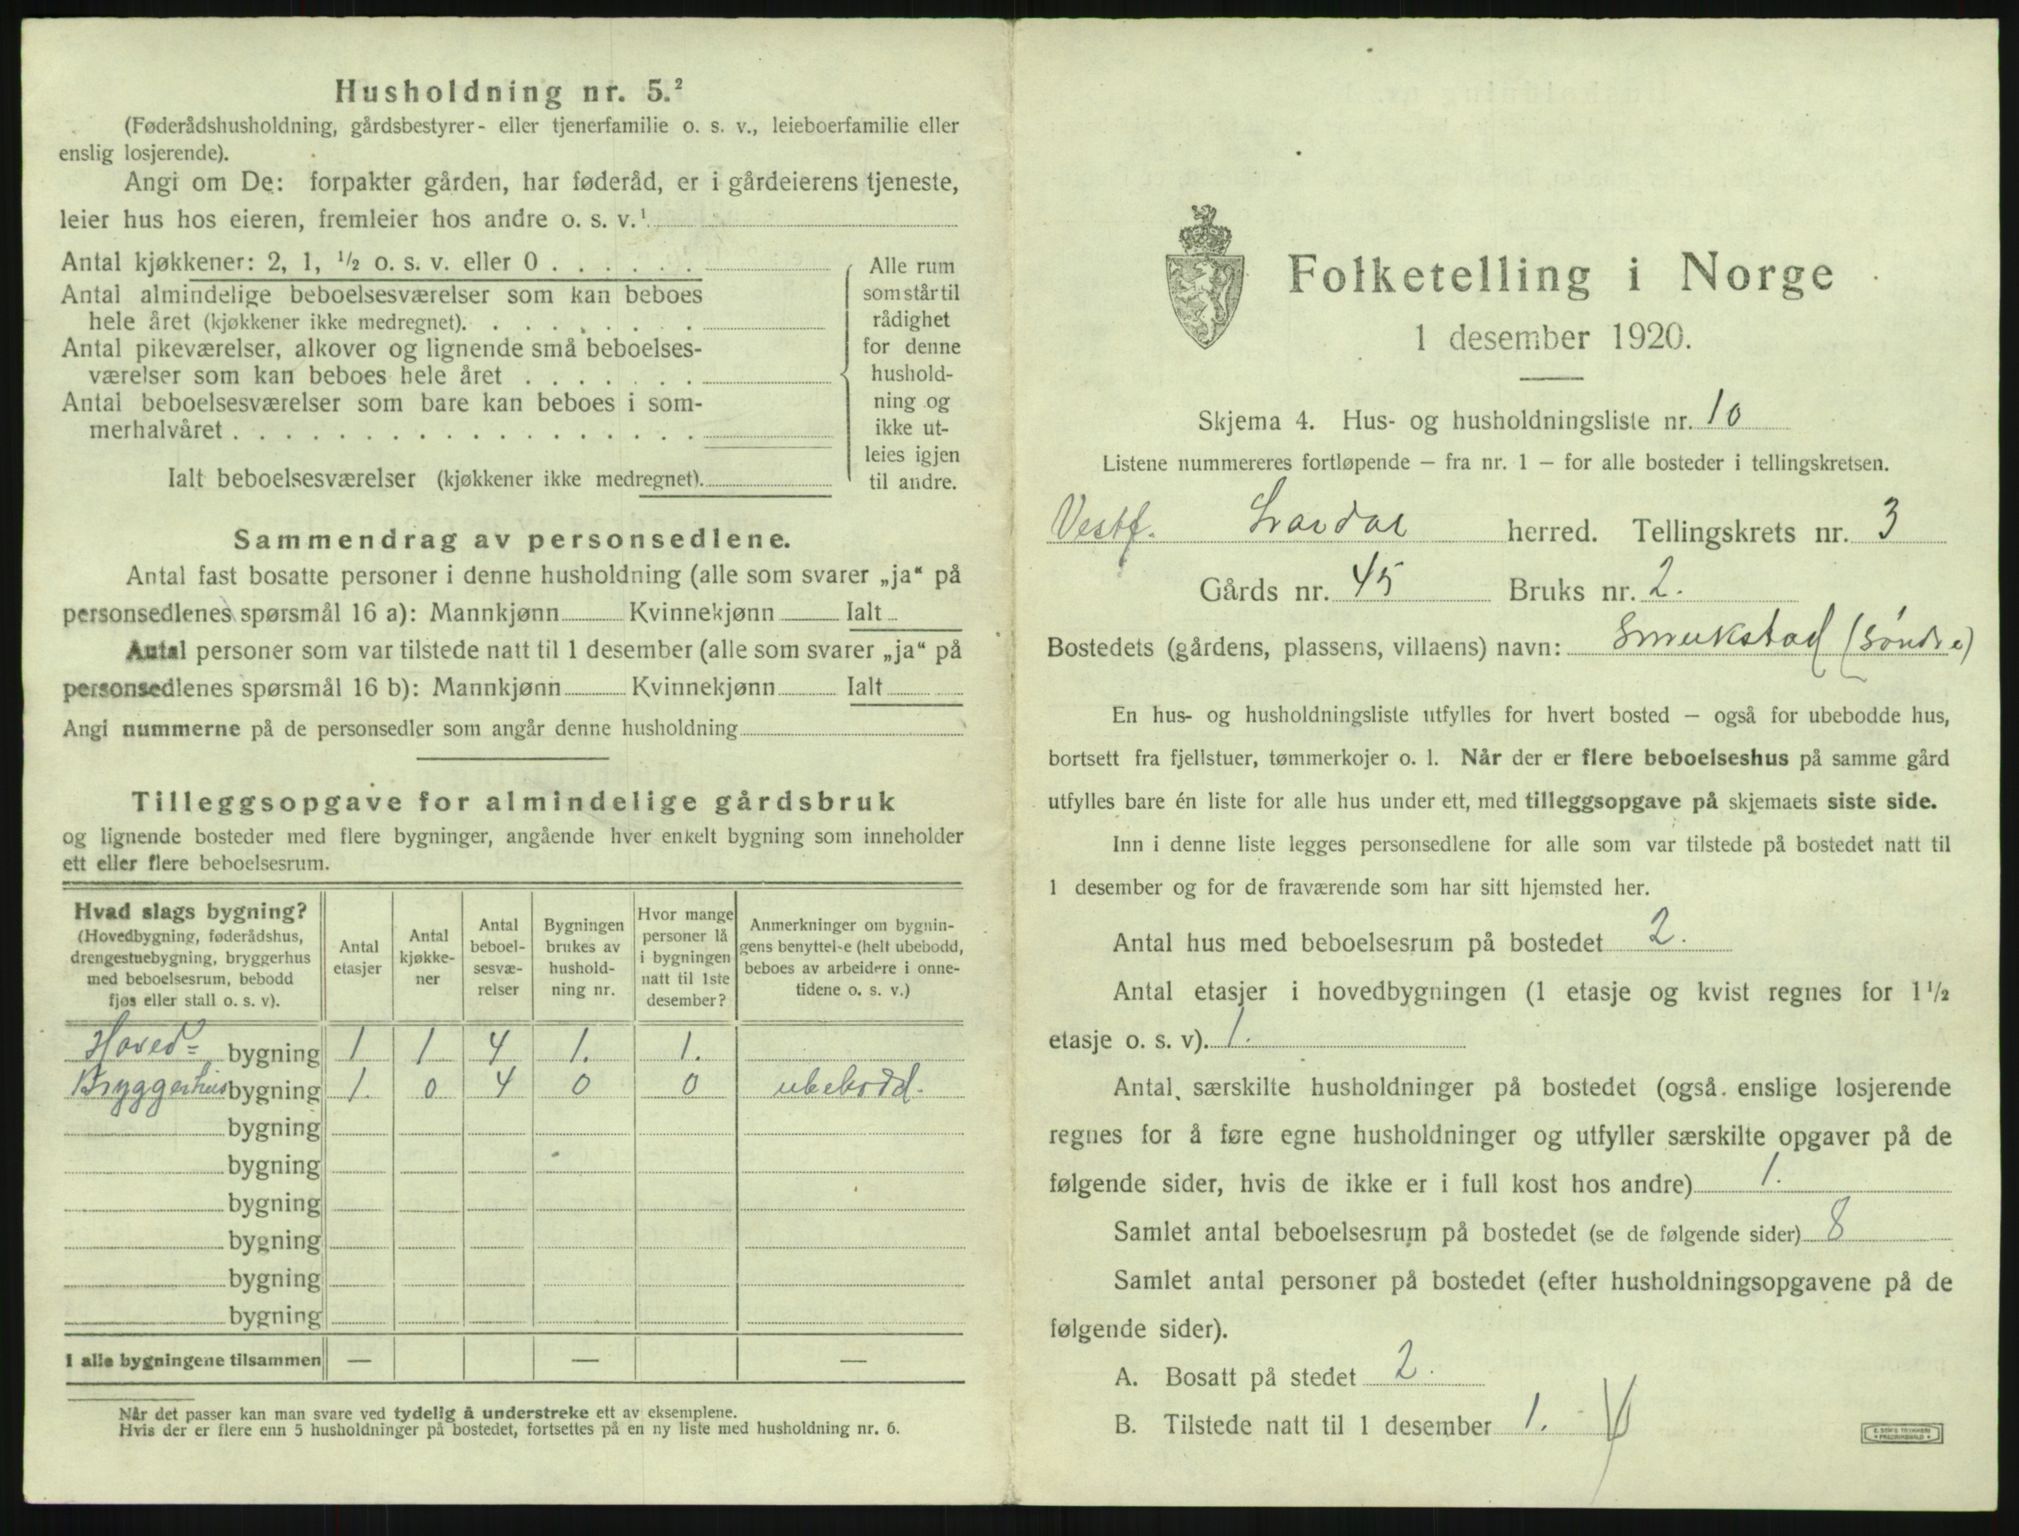 Husholdning nr. 5.²
(Føderådshusholdning, gårdsbestyrer- eller tjenerfamilie o. s. v., leieboerfamilie eller
enslig losjerende).
Angi om De: forpakter gården, har føderåd, er i gårdeierens tjeneste,
leier hus hos eieren, fremleier hos andre o. s. v.¹
Antal kjøkkener: 2, 1, ½ o. s. v. eller 0 . . . . . .
Antal almindelige beboelsesværelser som kan beboes
hele året (kjøkkener ikke medregnet). . . . . . . . .
Antal pikeværelser, alkover og lignende små beboelses-
værelser som kan beboes hele året . . . . . . .
Antal beboelsesværelser som bare kan beboes i som-
merhalvåret . . . . . . . . . . . . . . . . . .
Ialt beboelsesværelser (kjøkkener ikke medregnet).
Alle rum
som står til
rådighet
for denne
hushold-
ning og
ikke ut-
leies igjen
til andre.
Sammendrag av personsedlene.
Antal fast bosatte personer i denne husholdning (alle som svarer „ja“ på
personsedlenes spørsmål 16 a): Mannkjønn Kvinnekjønn Ialt
Antal personer som var tilstede natt til 1 desember (alle som svarer „ja“ på
personsedlenes spørsmål 16 b): Mannkjønn Kvinnekjønn Ialt
Angi nummerne på de personsedler som angår denne husholdning
Tilleggsopgave for almindelige gårdsbruk
og lignende bosteder med flere bygninger, angående hver enkelt bygning som inneholder
ett eller flere beboelsesrum.
Hvad slags bygning?
(Hovedbygning, føderådshus,
drengestuebygning, bryggerhus
med beboelsesrum, bebodd
fjøs eller stall o. s. v).
Antal
etasjer
Antal
kjøkke-
ner
Antal
beboel-
sesvæ-
relser
Bygningen
brukes av
hushold-
ning nr.
Hvor mange
personer lå
i bygningen
natt til 1ste
desember?
Anmerkninger om bygnin-
gens benyttel-e (helt ubebodd,
beboes av arbeidere i onne-
tidene o. s. v.)
Hoved- bygning 1 1 4 1. 1.
Bryggerhus bygning 1. 0 4 0 0 ubebodd.
bygning
bygning
bygning
bygning
bygning
bygning
I alle bygningene tilsammen — — —
Når det passer kan man svare ved tydelig å understreke ett av eksemplene.
Hvis der er flere enn 5 husholdninger på bostedet, fortsettes på en ny liste med husholdning nr. 6.
Folketelling i Norge
1 desember 1920.
Skjema 4. Hus- og husholdningsliste nr. 10
Listene nummereres fortløpende – fra nr. 1 – for alle bosteder i tellingskretsen.
Vestf. Lardal herred. Tellingskrets nr. 3
Gårds nr. 45 Bruks nr. 2.
Bostedets (gårdens, plassens, villaens) navn: Smukstad (Søndre)
En hus- og husholdningsliste utfylles for hvert bosted – også for ubebodde hus,
bortsett fra fjellstuer, tømmerkojer o. l. Når der er flere beboelseshus på samme gård
utfylles bare én liste for alle hus under ett, med tilleggsopgave på skjemaets siste side.
Inn i denne liste legges personsedlene for alle som var tilstede på bostedet natt til
1 desember og for de fraværende som har sitt hjemsted her.
Antal hus med beboelsesrum på bostedet 2.
Antal etasjer i hovedbygningen (1 etasje og kvist regnes for 1½
etasje o. s. v). 1.
Antal særskilte husholdninger på bostedet (også enslige losjerende
regnes for å føre egne husholdninger og utfyller særskilte opgaver på de
følgende sider, hvis de ikke er i full kost hos andre) 1.
Samlet antal beboelsesrum på bostedet (se de følgende sider) 8
Samlet antal personer på bostedet (efter husholdningsopgavene på de
følgende sider).
A. Bosatt på stedet 2.
B. Tilstede natt til 1 desember 1.